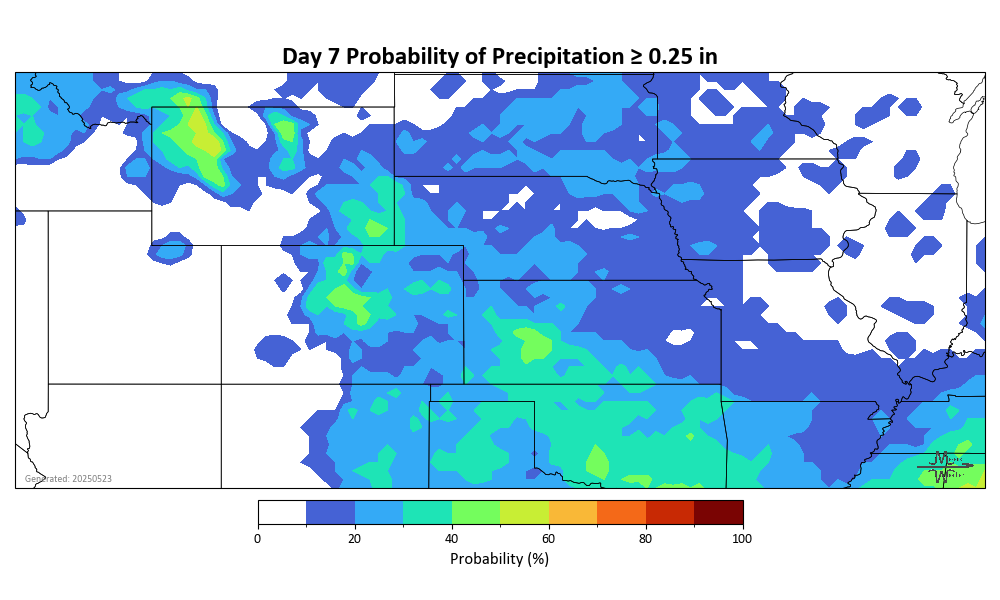 Day 7 Probability of Precipitation ≥ 0.25 in
Generated: 20250523
0 20 40 60 80 100
Probability (%)